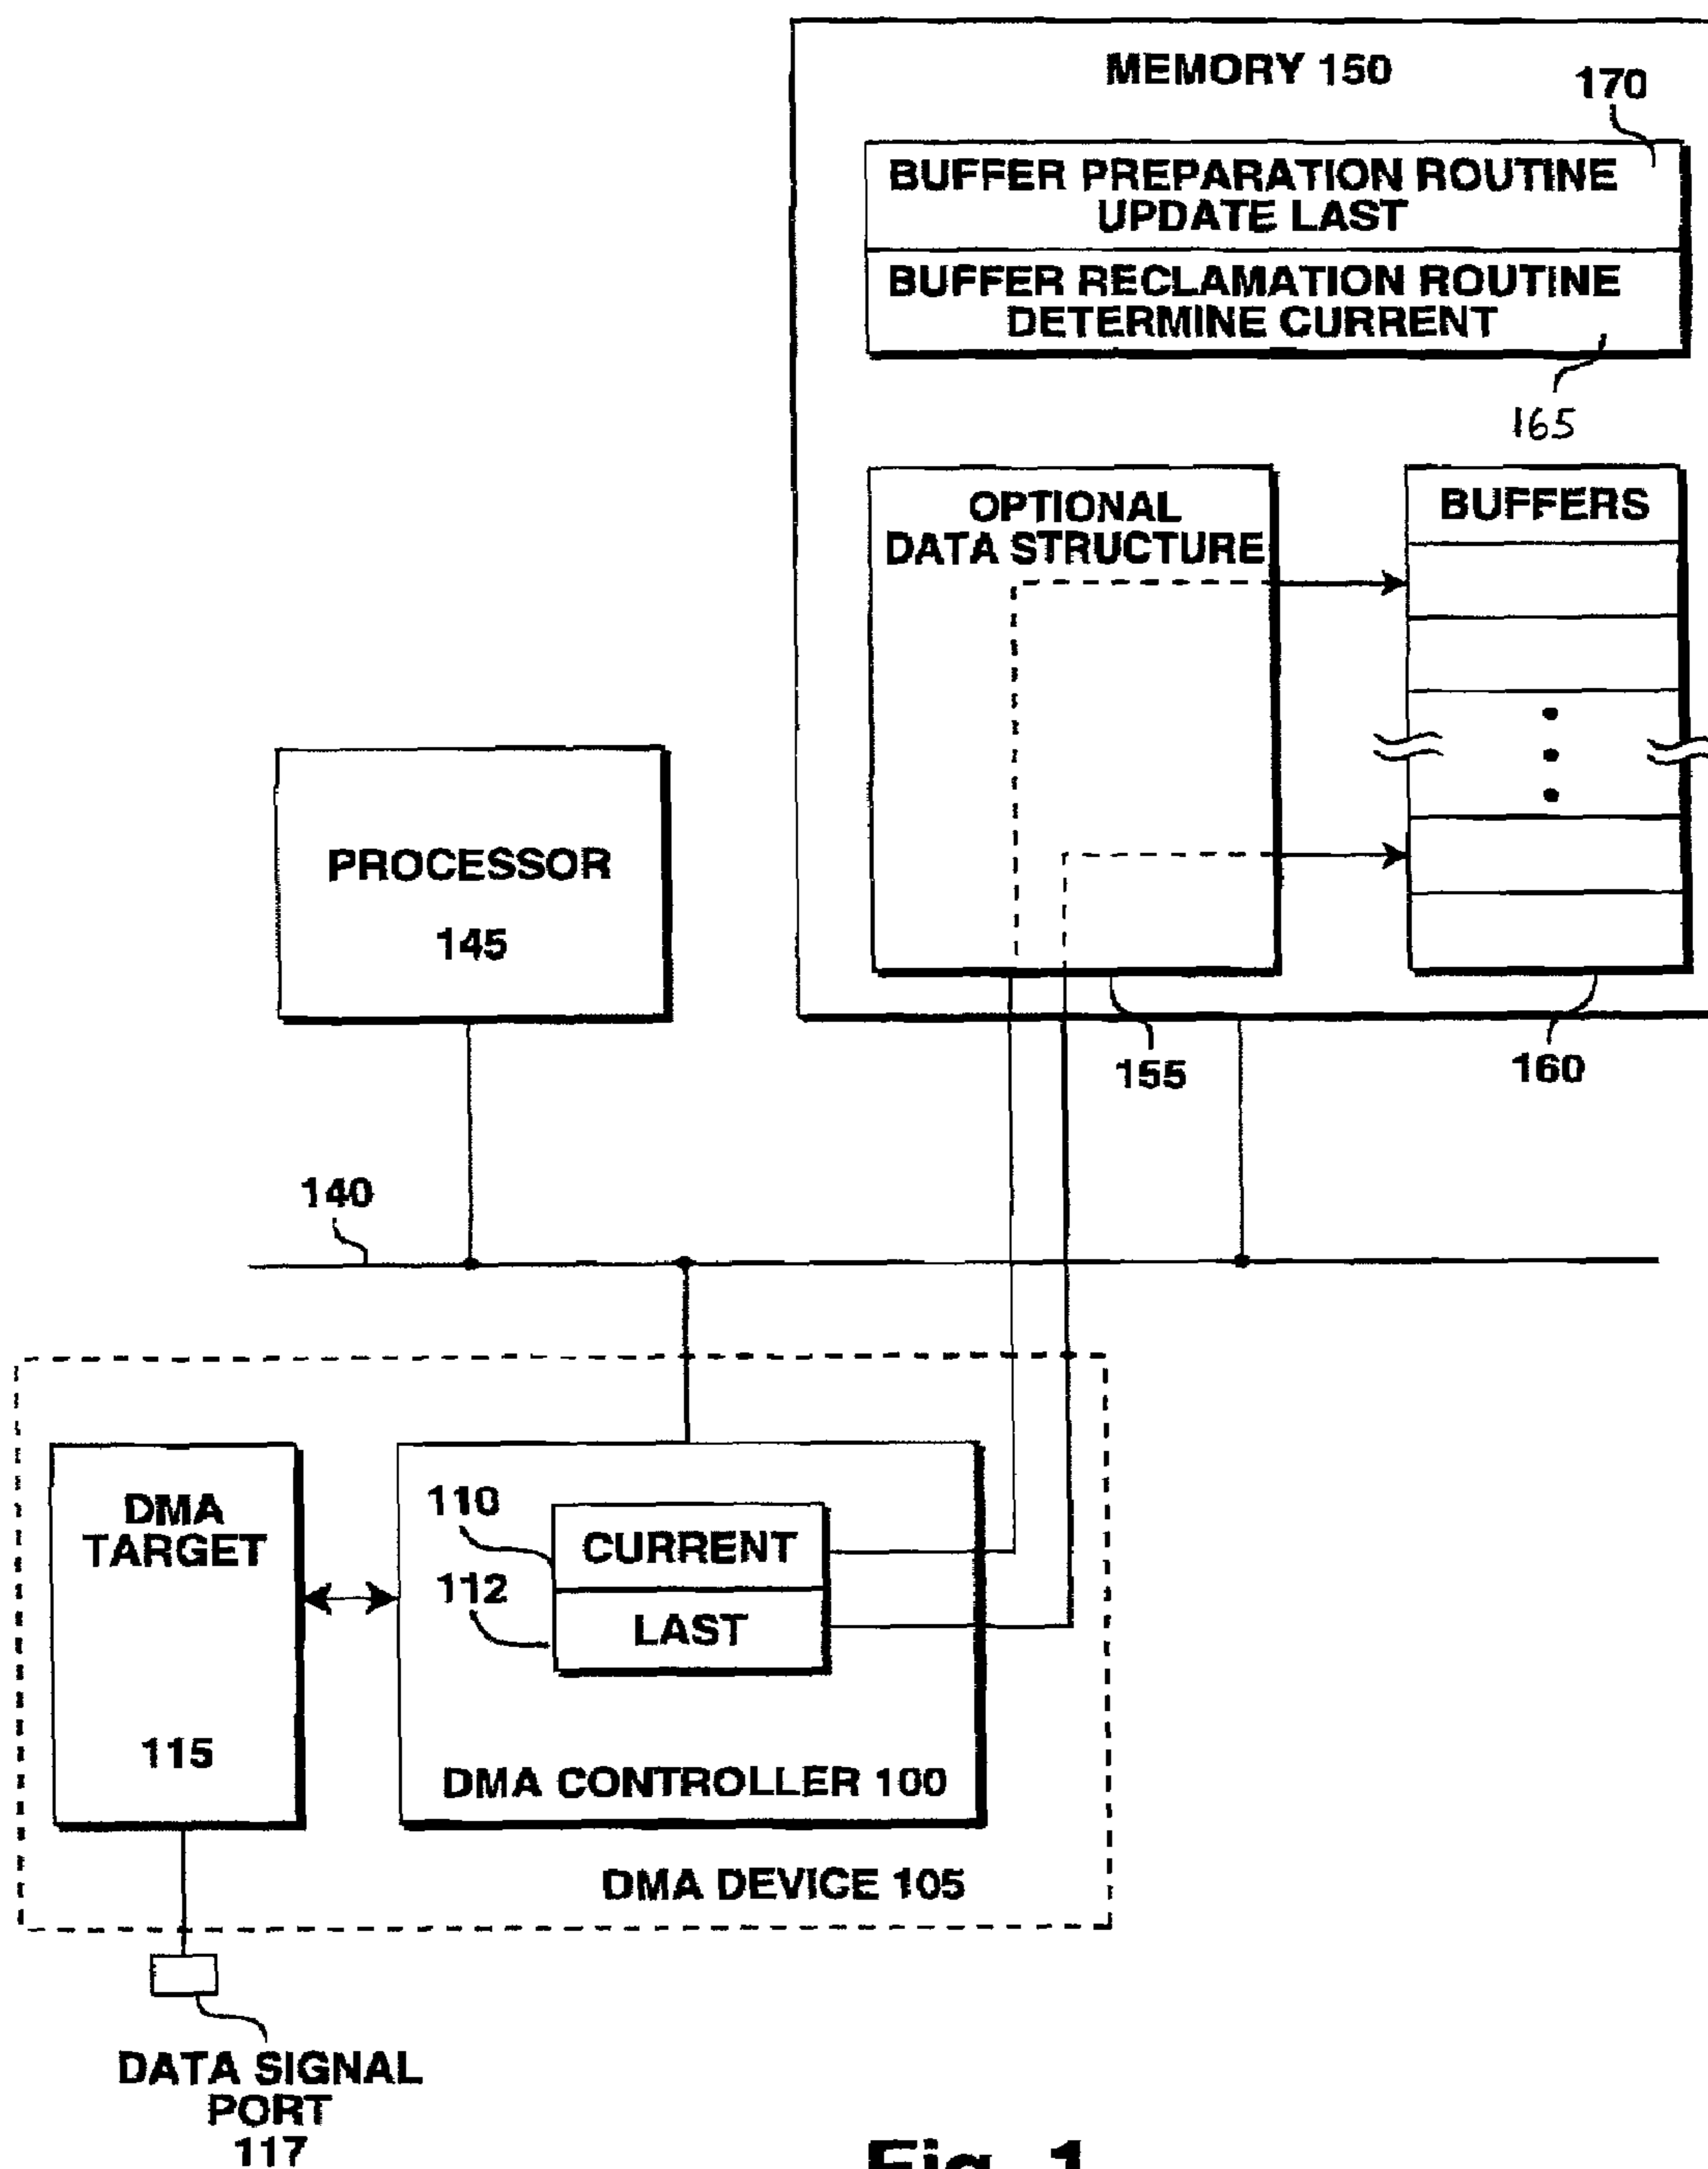 MEMORY 150
170
BUFFER PREPARATION ROUTINE
UPDATE LAST
BUFFER RECLAMATION ROUTINE
DETERMINE CURRENT
165
OPTIONAL
DATA STRUCTURE
BUFFERS
PROCESSOR
145
155
160
140
DMA
TARGET
115
110
CURRENT
112
LAST
DMA CONTROLLER 100
DMA DEVICE 105
DATA SIGNAL
PORT
117
Fig. 1